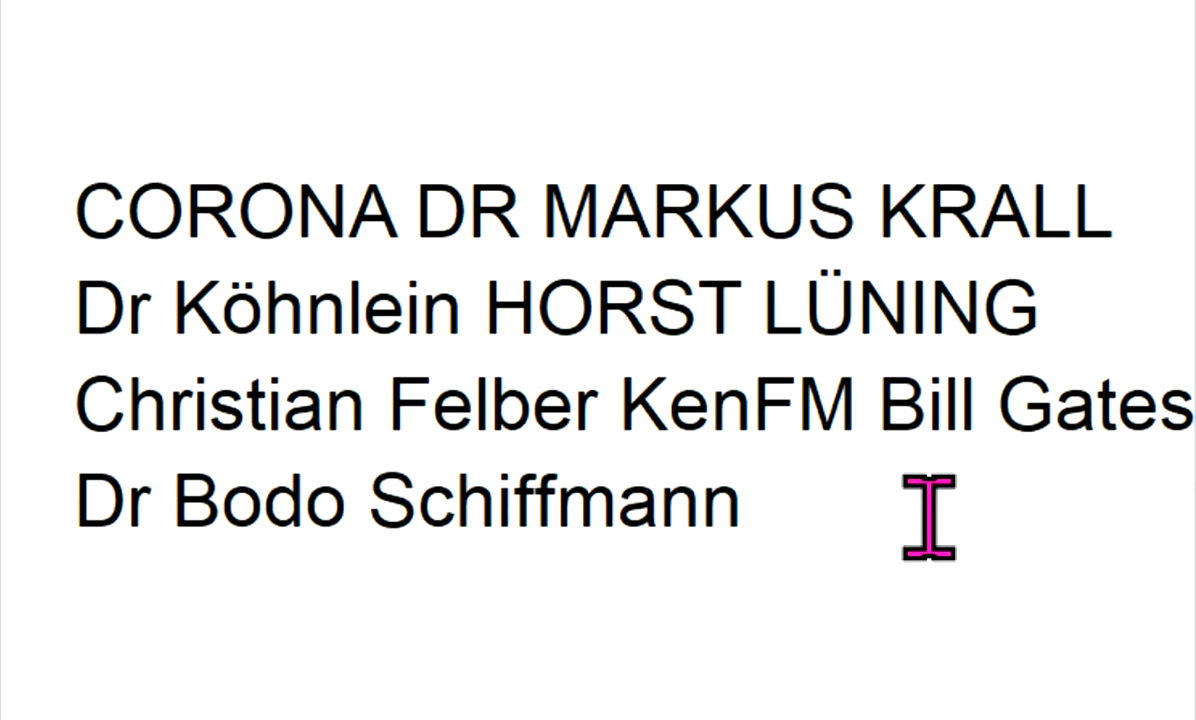 CORONA DR MARKUS KRALL
Dr Köhnlein HORST LÜNING
Christian Felber KenFM Bill Gates
Dr Bodo Schiffmann